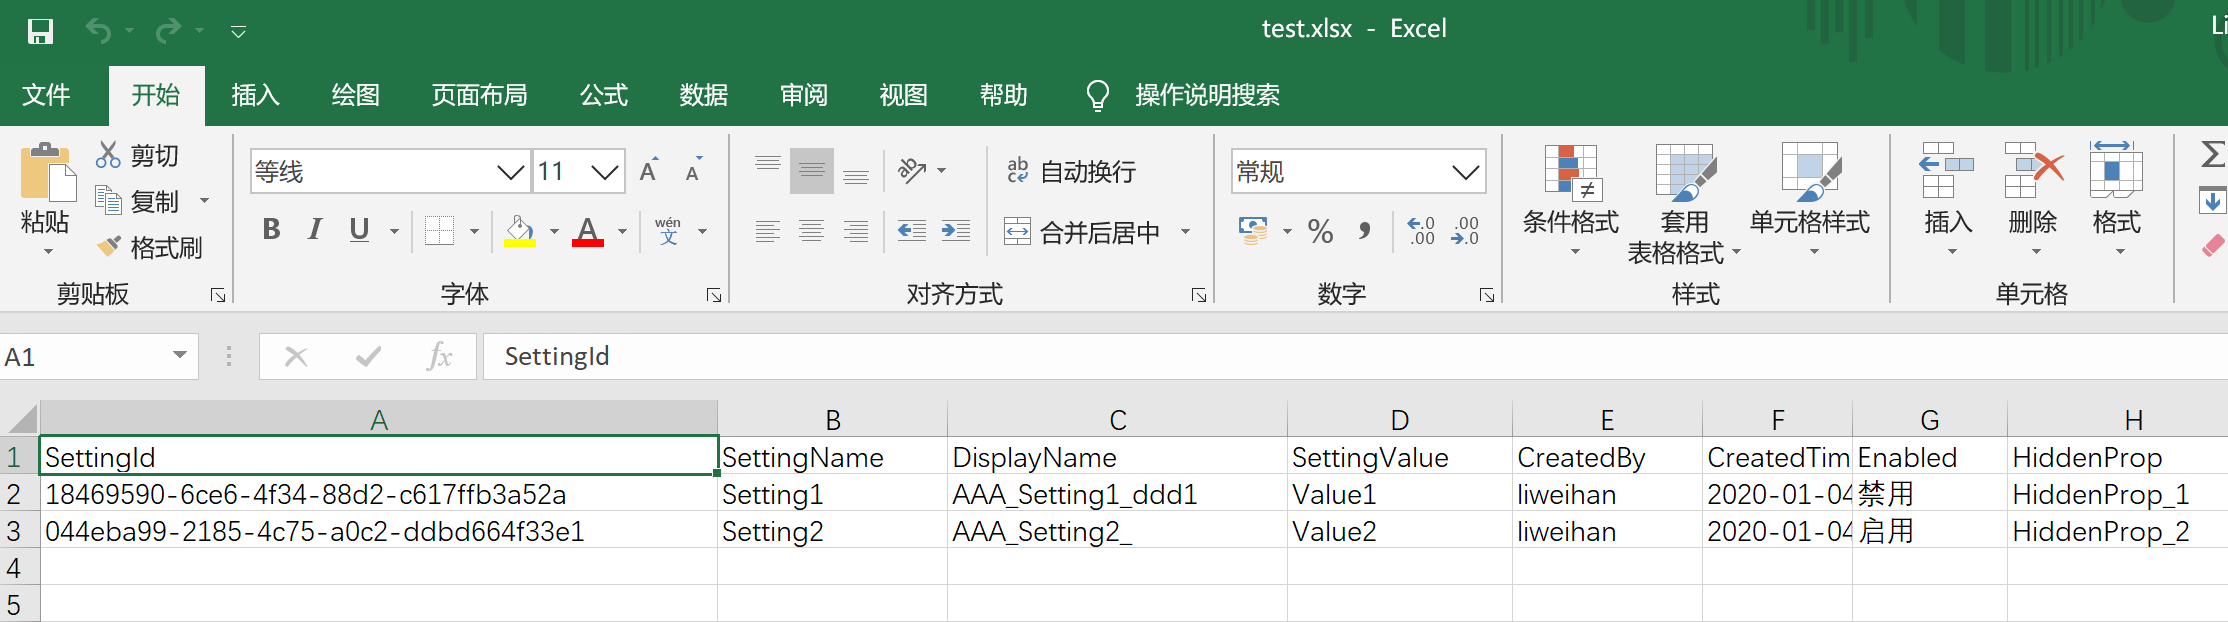 test.xlsx - Excel
Li
文件 开始 插入 绘图 页面布局 公式 数据 审阅 视图 帮助 操作说明搜索
粘贴 剪切
复制
格式刷
剪贴板
等线 11 A A
B I U A wén 文
字体
ab 自动换行
合并后居中
对齐方式
常规
% , .0 .00 .00 .0
数字
条件格式 套用 表格格式 单元格样式
样式
插入 删除 格式
单元格
Σ
A1 fx SettingId
A B C D E F G H
1 SettingId SettingName DisplayName SettingValue CreatedBy CreatedTim Enabled HiddenProp
2 18469590-6ce6-4f34-88d2-c617ffb3a52a Setting1 AAA_Setting1_ddd1 Value1 liweihan 2020-01-04 禁用 HiddenProp_1
3 044eba99-2185-4c75-a0c2-ddbd664f33e1 Setting2 AAA_Setting2_ Value2 liweihan 2020-01-04 启用 HiddenProp_2
4
5